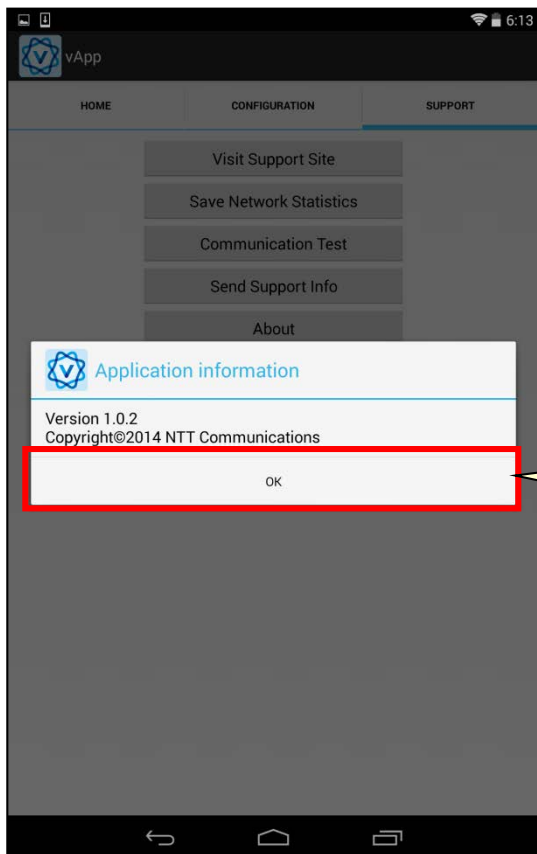 6:13
vApp
HOME CONFIGURATION SUPPORT
Visit Support Site
Save Network Statistics
Communication Test
Send Support Info
About
Application information
Version 1.0.2
Copyright©2014 NTT Communications
OK